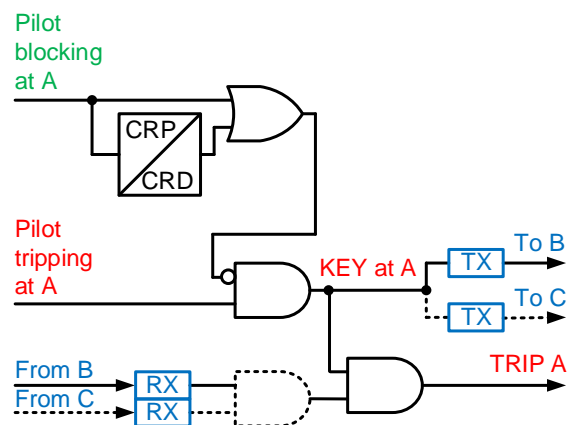 Pilot
blocking
at A
CRP
CRD
Pilot
tripping
at A
KEY at A
To B
TX
To C
TX
TRIP A
From B
RX
From C
RX